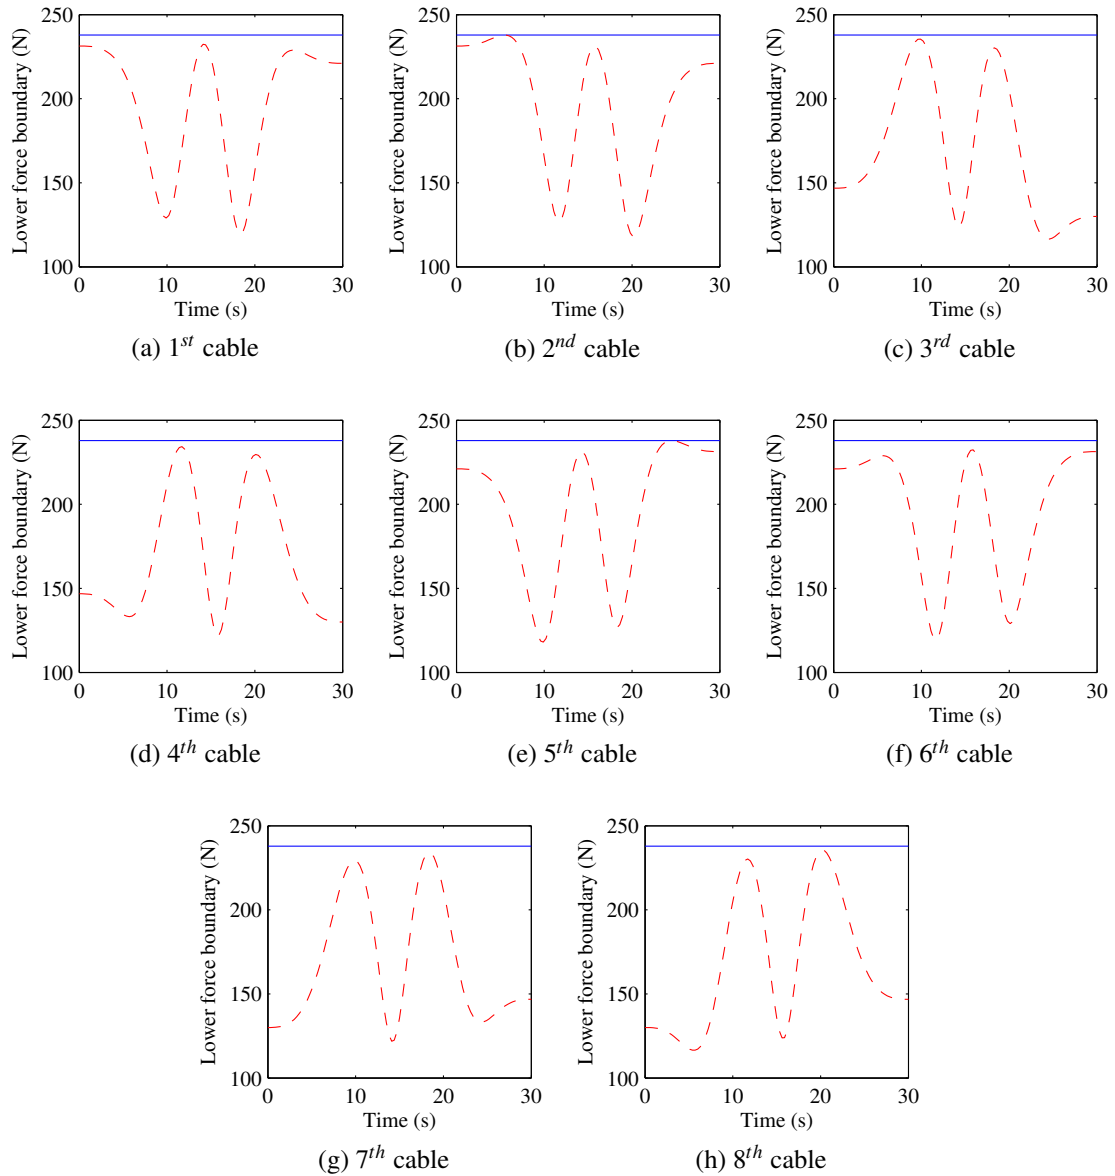 Lower force boundary (N)
250
200
150
100
0 10 20 30
Time (s)
(a) 1st cable
Lower force boundary (N)
250
200
150
100
0 10 20 30
Time (s)
(b) 2nd cable
Lower force boundary (N)
250
200
150
100
0 10 20 30
Time (s)
(c) 3rd cable
Lower force boundary (N)
250
200
150
100
0 10 20 30
Time (s)
(d) 4th cable
Lower force boundary (N)
250
200
150
100
0 10 20 30
Time (s)
(e) 5th cable
Lower force boundary (N)
250
200
150
100
0 10 20 30
Time (s)
(f) 6th cable
Lower force boundary (N)
250
200
150
100
0 10 20 30
Time (s)
(g) 7th cable
Lower force boundary (N)
250
200
150
100
0 10 20 30
Time (s)
(h) 8th cable